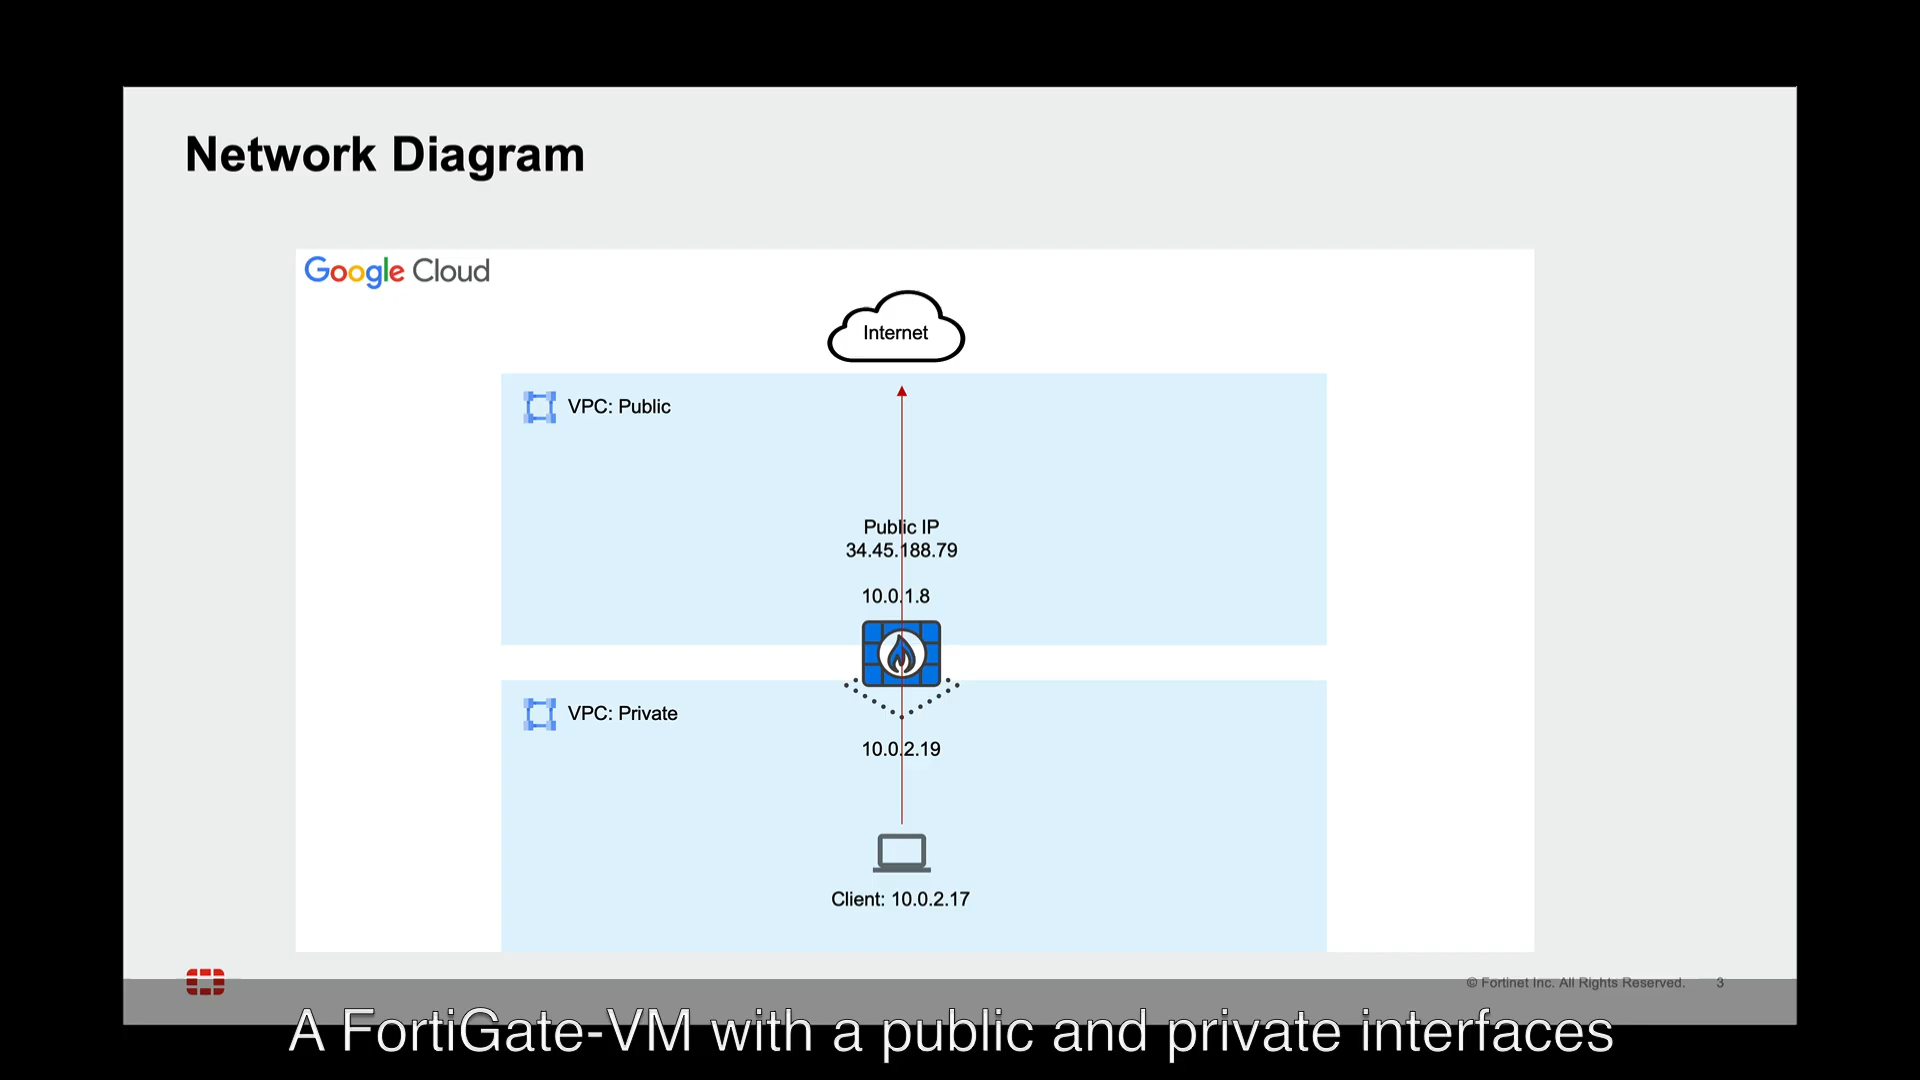 Network Diagram
Google Cloud
Internet
VPC: Public
Public IP
34.45.188.79
10.0.1.8
VPC: Private
10.0.2.19
Client: 10.0.2.17
© Fortinet Inc. All Rights Reserved. 3
A FortiGate-VM with a public and private interfaces